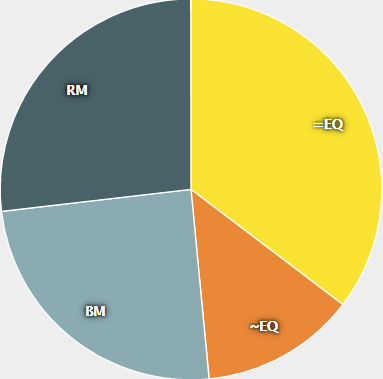 RM
=EQ
~EQ
BM